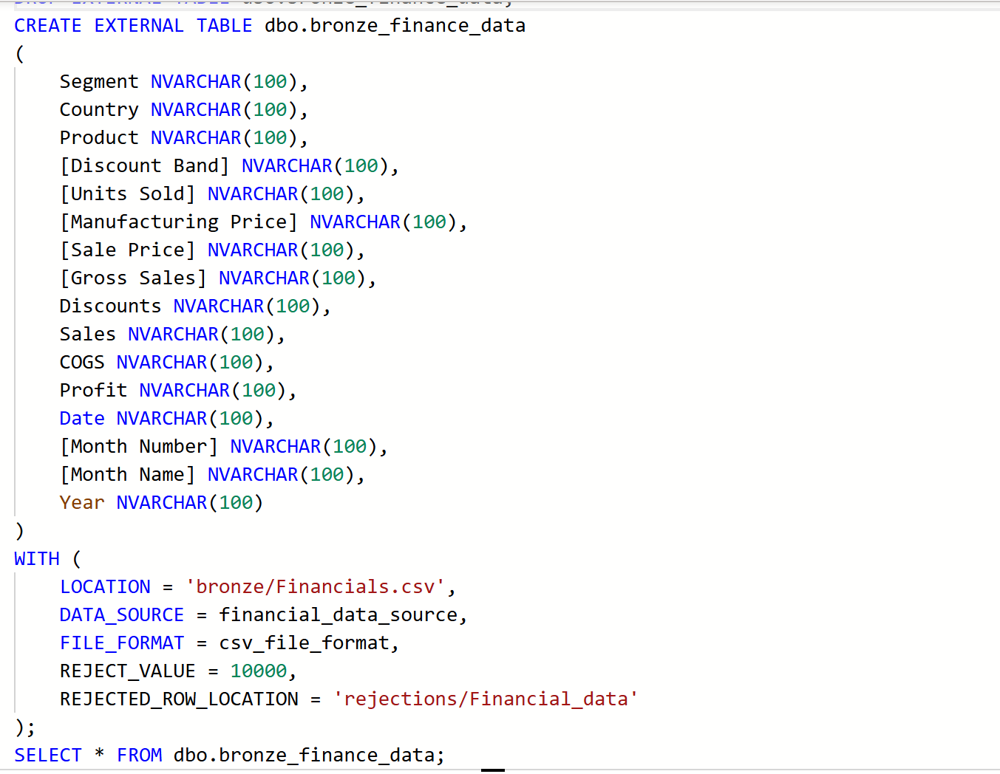 CREATE EXTERNAL TABLE dbo.bronze_finance_data
(
    Segment NVARCHAR(100),
    Country NVARCHAR(100),
    Product NVARCHAR(100),
    [Discount Band] NVARCHAR(100),
    [Units Sold] NVARCHAR(100),
    [Manufacturing Price] NVARCHAR(100),
    [Sale Price] NVARCHAR(100),
    [Gross Sales] NVARCHAR(100),
    Discounts NVARCHAR(100),
    Sales NVARCHAR(100),
    COGS NVARCHAR(100),
    Profit NVARCHAR(100),
    Date NVARCHAR(100),
    [Month Number] NVARCHAR(100),
    [Month Name] NVARCHAR(100),
    Year NVARCHAR(100)
)
WITH (
    LOCATION = 'bronze/Financials.csv',
    DATA_SOURCE = financial_data_source,
    FILE_FORMAT = csv_file_format,
    REJECT_VALUE = 10000,
    REJECTED_ROW_LOCATION = 'rejections/Financial_data'
);
SELECT * FROM dbo.bronze_finance_data;